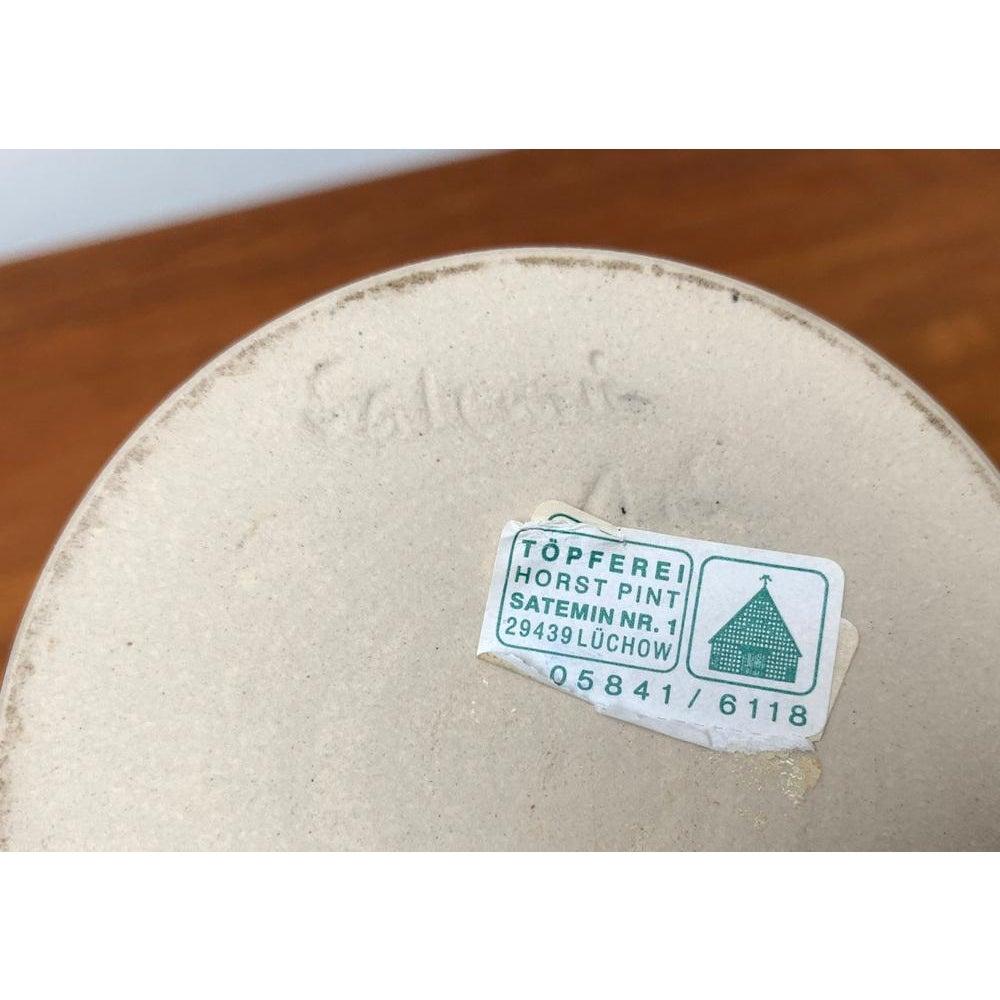 TÖPFEREI
HORST PINT
SATEMIN NR. 1
29439 LÜCHOW
05841 / 6118